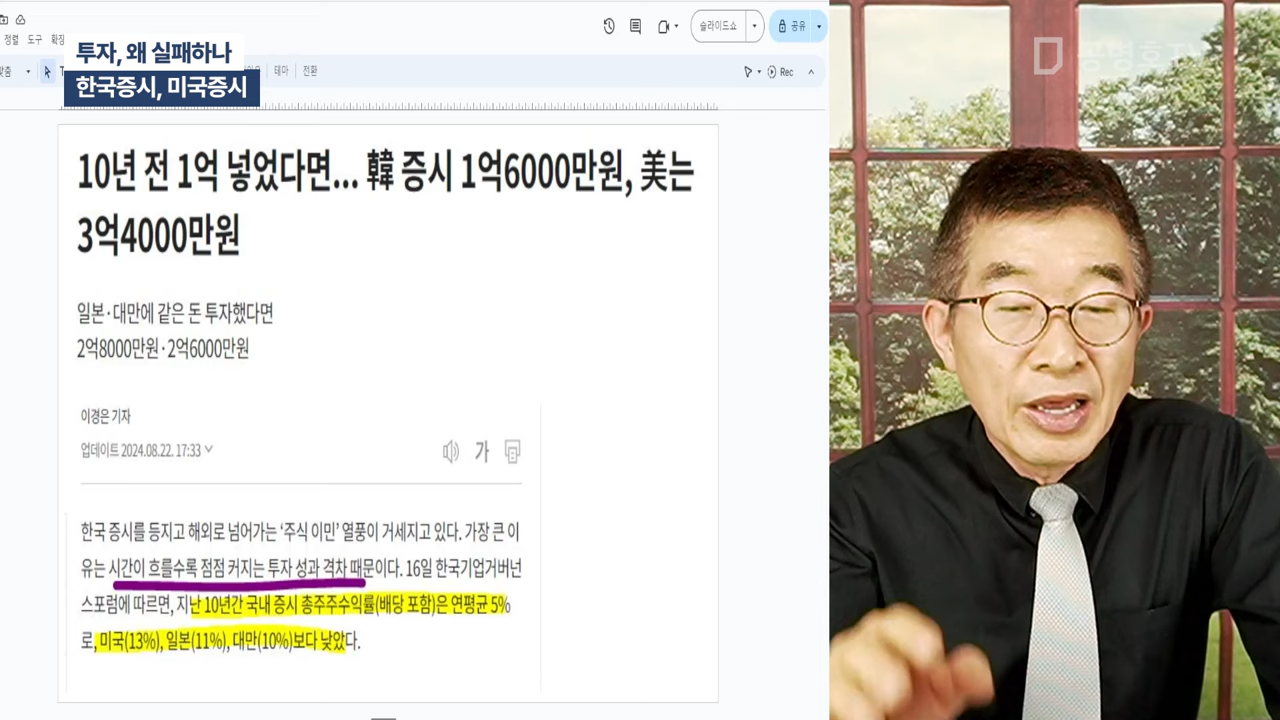 정렬 도구 확장
슬라이드쇼
공유
투자, 왜 실패하나
한국증시, 미국증시
테마 전환
Rec
10년 전 1억 넣었다면... 韓 증시 1억6000만원, 美는
3억4000만원
일본·대만에 같은 돈 투자했다면
2억8000만원·2억6000만원
이경은 기자
업데이트 2024.08.22. 17:33
가
한국 증시를 등지고 해외로 넘어가는 ‘주식 이민’ 열풍이 거세지고 있다. 가장 큰 이
유는 시간이 흐를수록 점점 커지는 투자 성과 격차 때문이다. 16일 한국기업거버넌
스포럼에 따르면, 지난 10년간 국내 증시 총주주수익률(배당 포함)은 연평균 5%
로, 미국(13%), 일본(11%), 대만(10%)보다 낮았다.